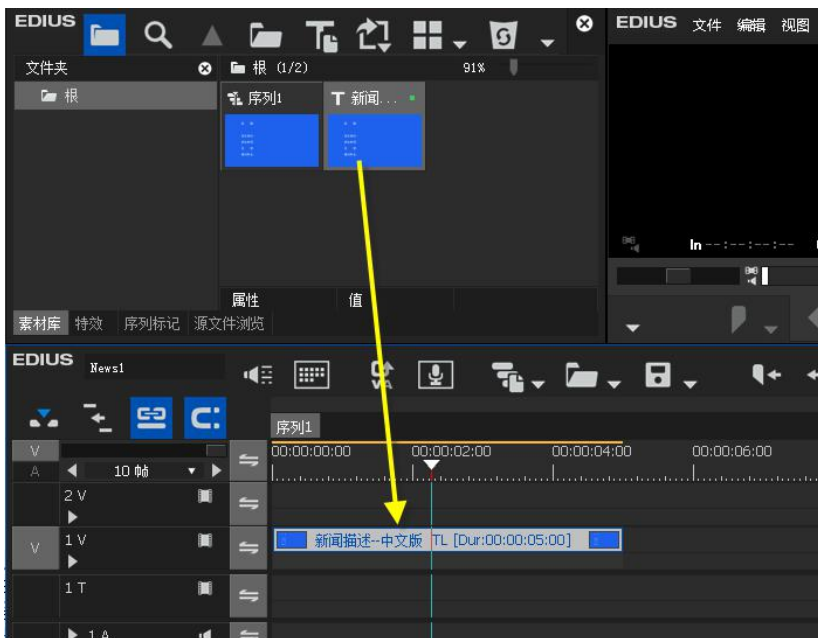 EDIUS
EDIUS 文件 编辑 视图
文件夹
根 (1/2) 91%
根
序列1
T 新闻...
In --:--:--:--
属性 值
素材库 特效 序列标记 源文件浏览
EDIUS News1
序列1
V
A
10 帧
00:00:00:00 00:00:02:00 00:00:04:00 00:00:06:00
2 V
V
1 V
新闻描述--中文版 TL [Dur:00:00:05:00]
1 T
1 A